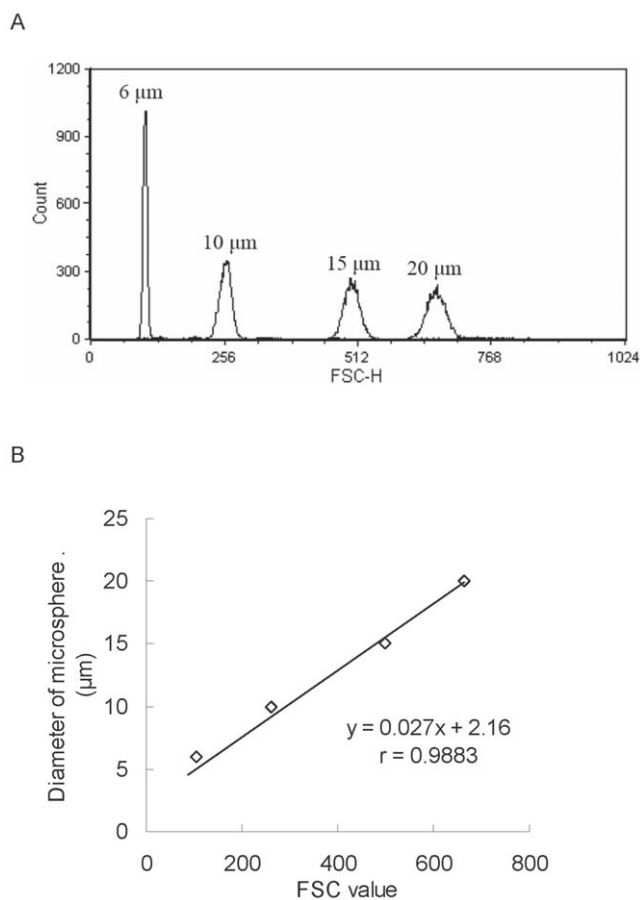 A
1200
6 µm
900
Count
600
10 µm
15 µm
20 µm
300
0
0 256 512 768 1024
FSC-H
B
25
20
Diameter of microsphere .
(µm)
15
10
y = 0.027x + 2.16
r = 0.9883
5
0
0 200 400 600 800
FSC value